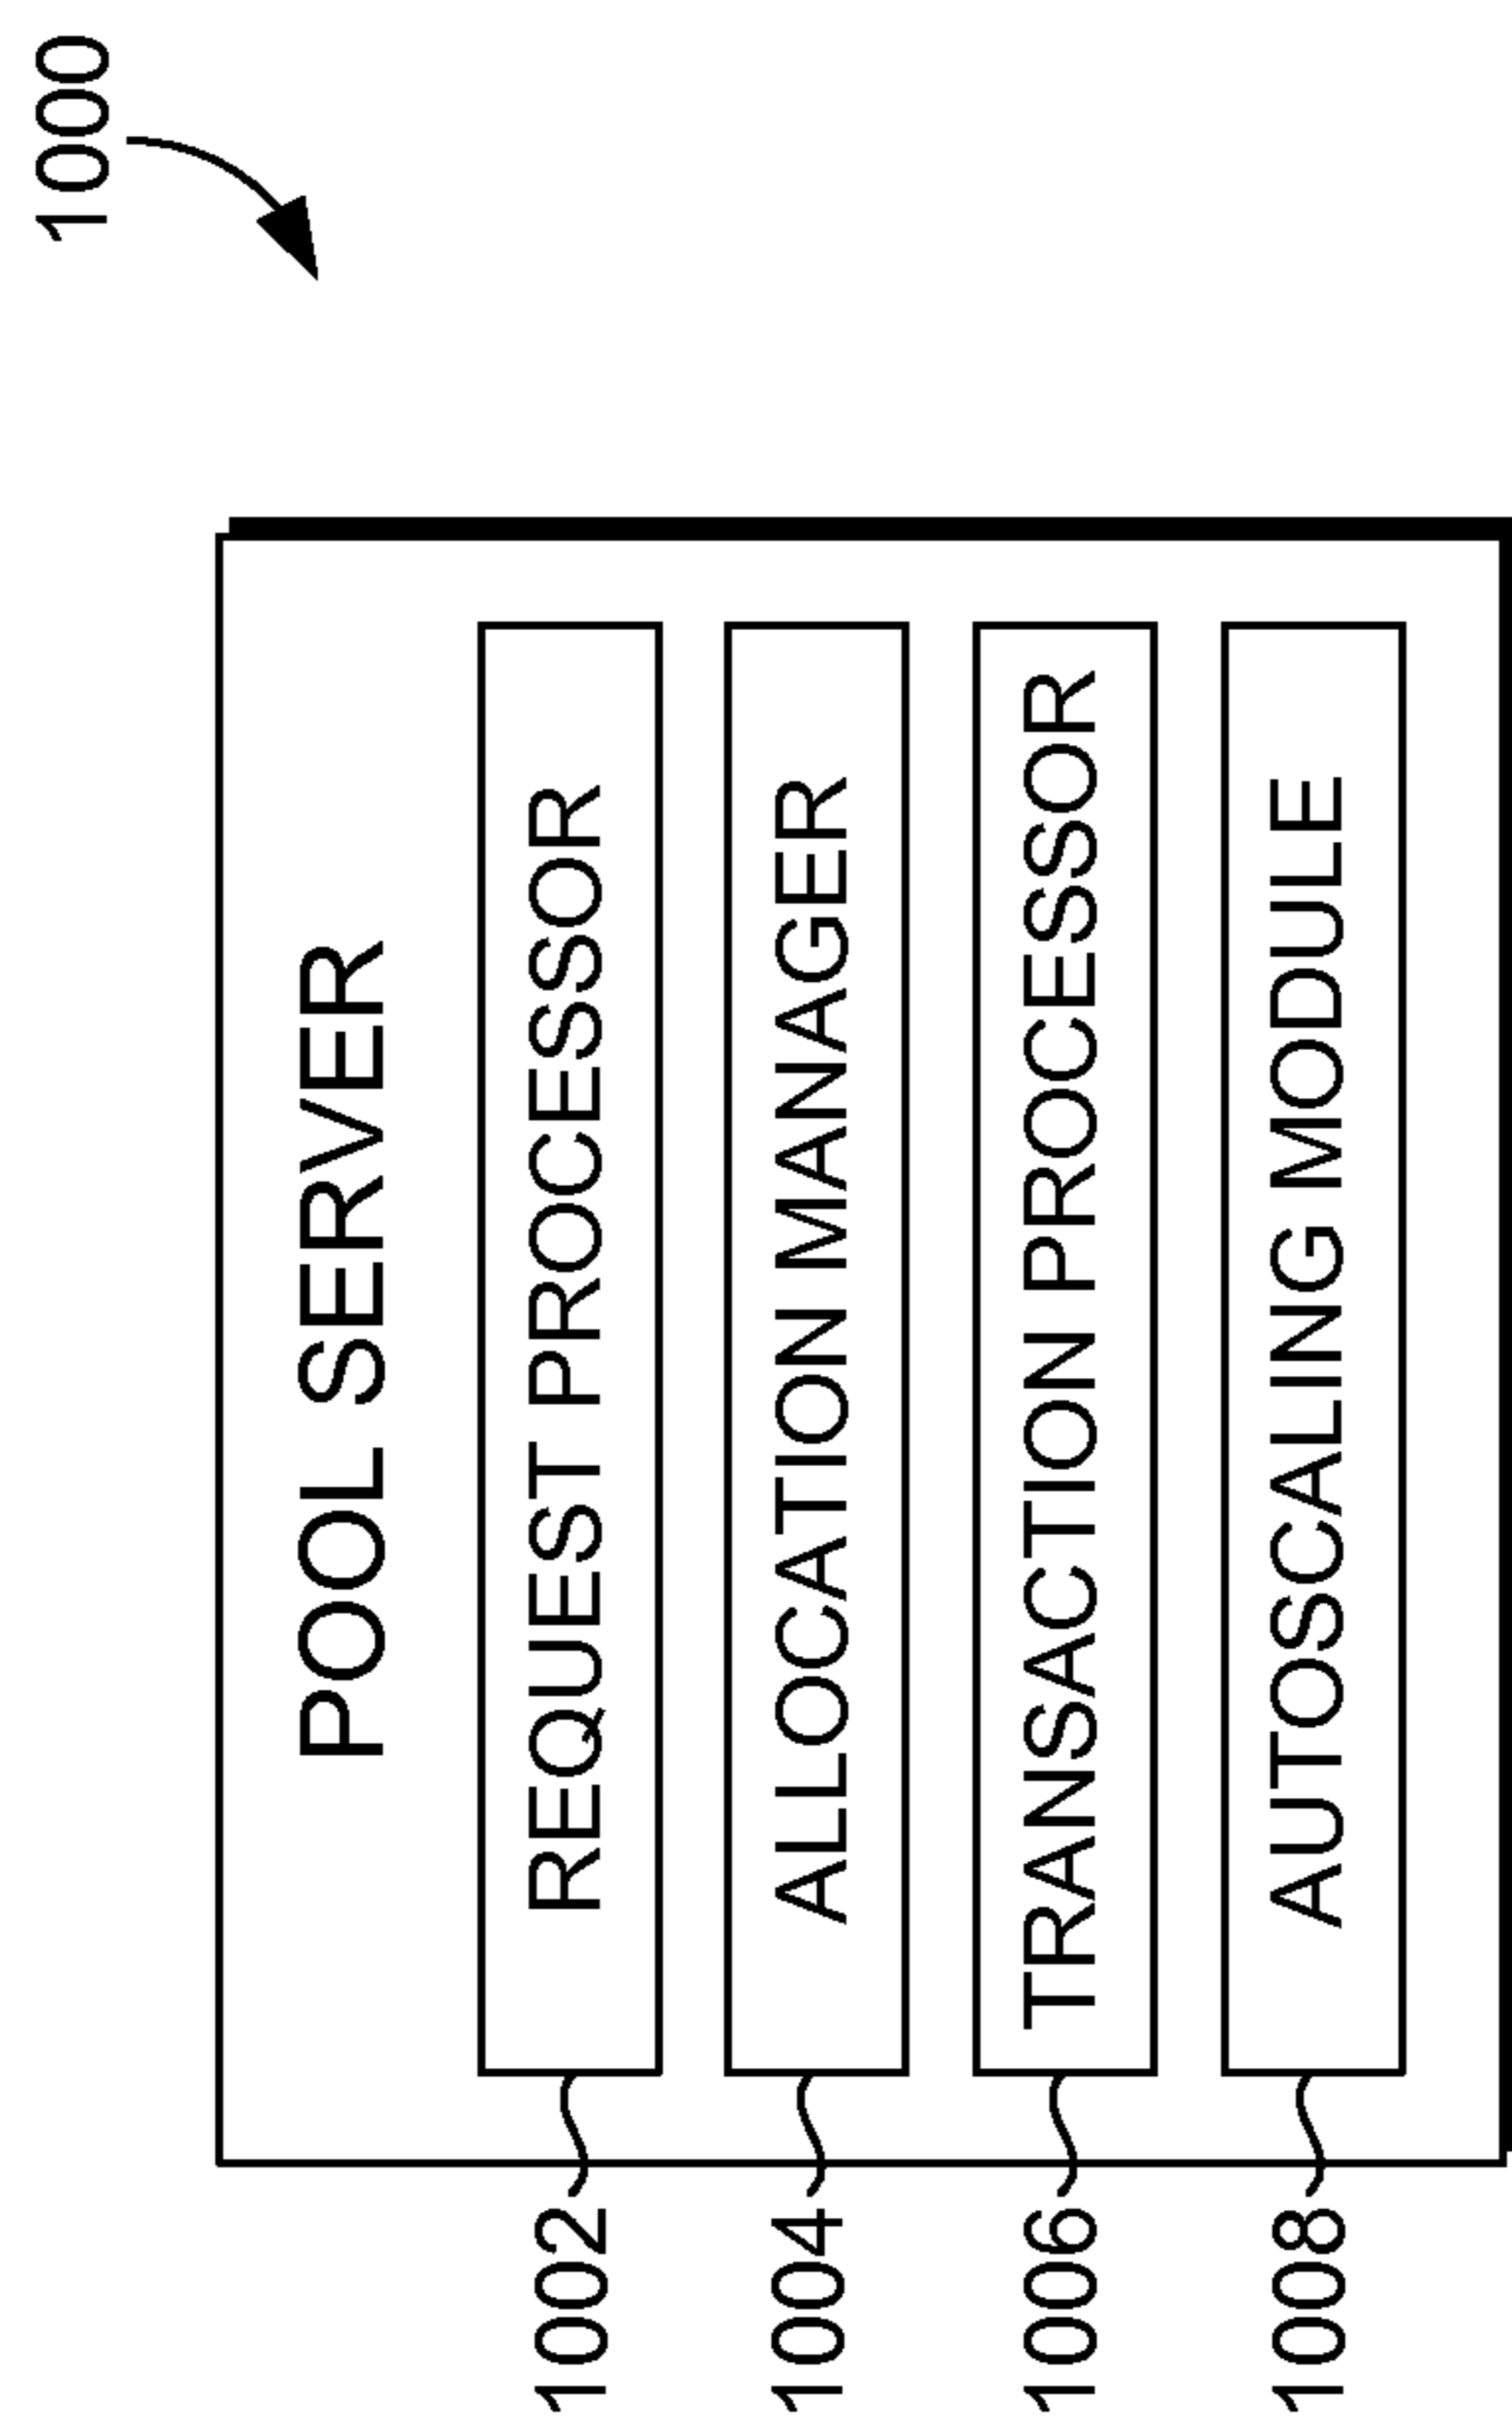 1000
POOL SERVER
1002 REQUEST PROCESSOR
1004 ALLOCATION MANAGER
1006 TRANSACTION PROCESSOR
1008 AUTOSCALING MODULE